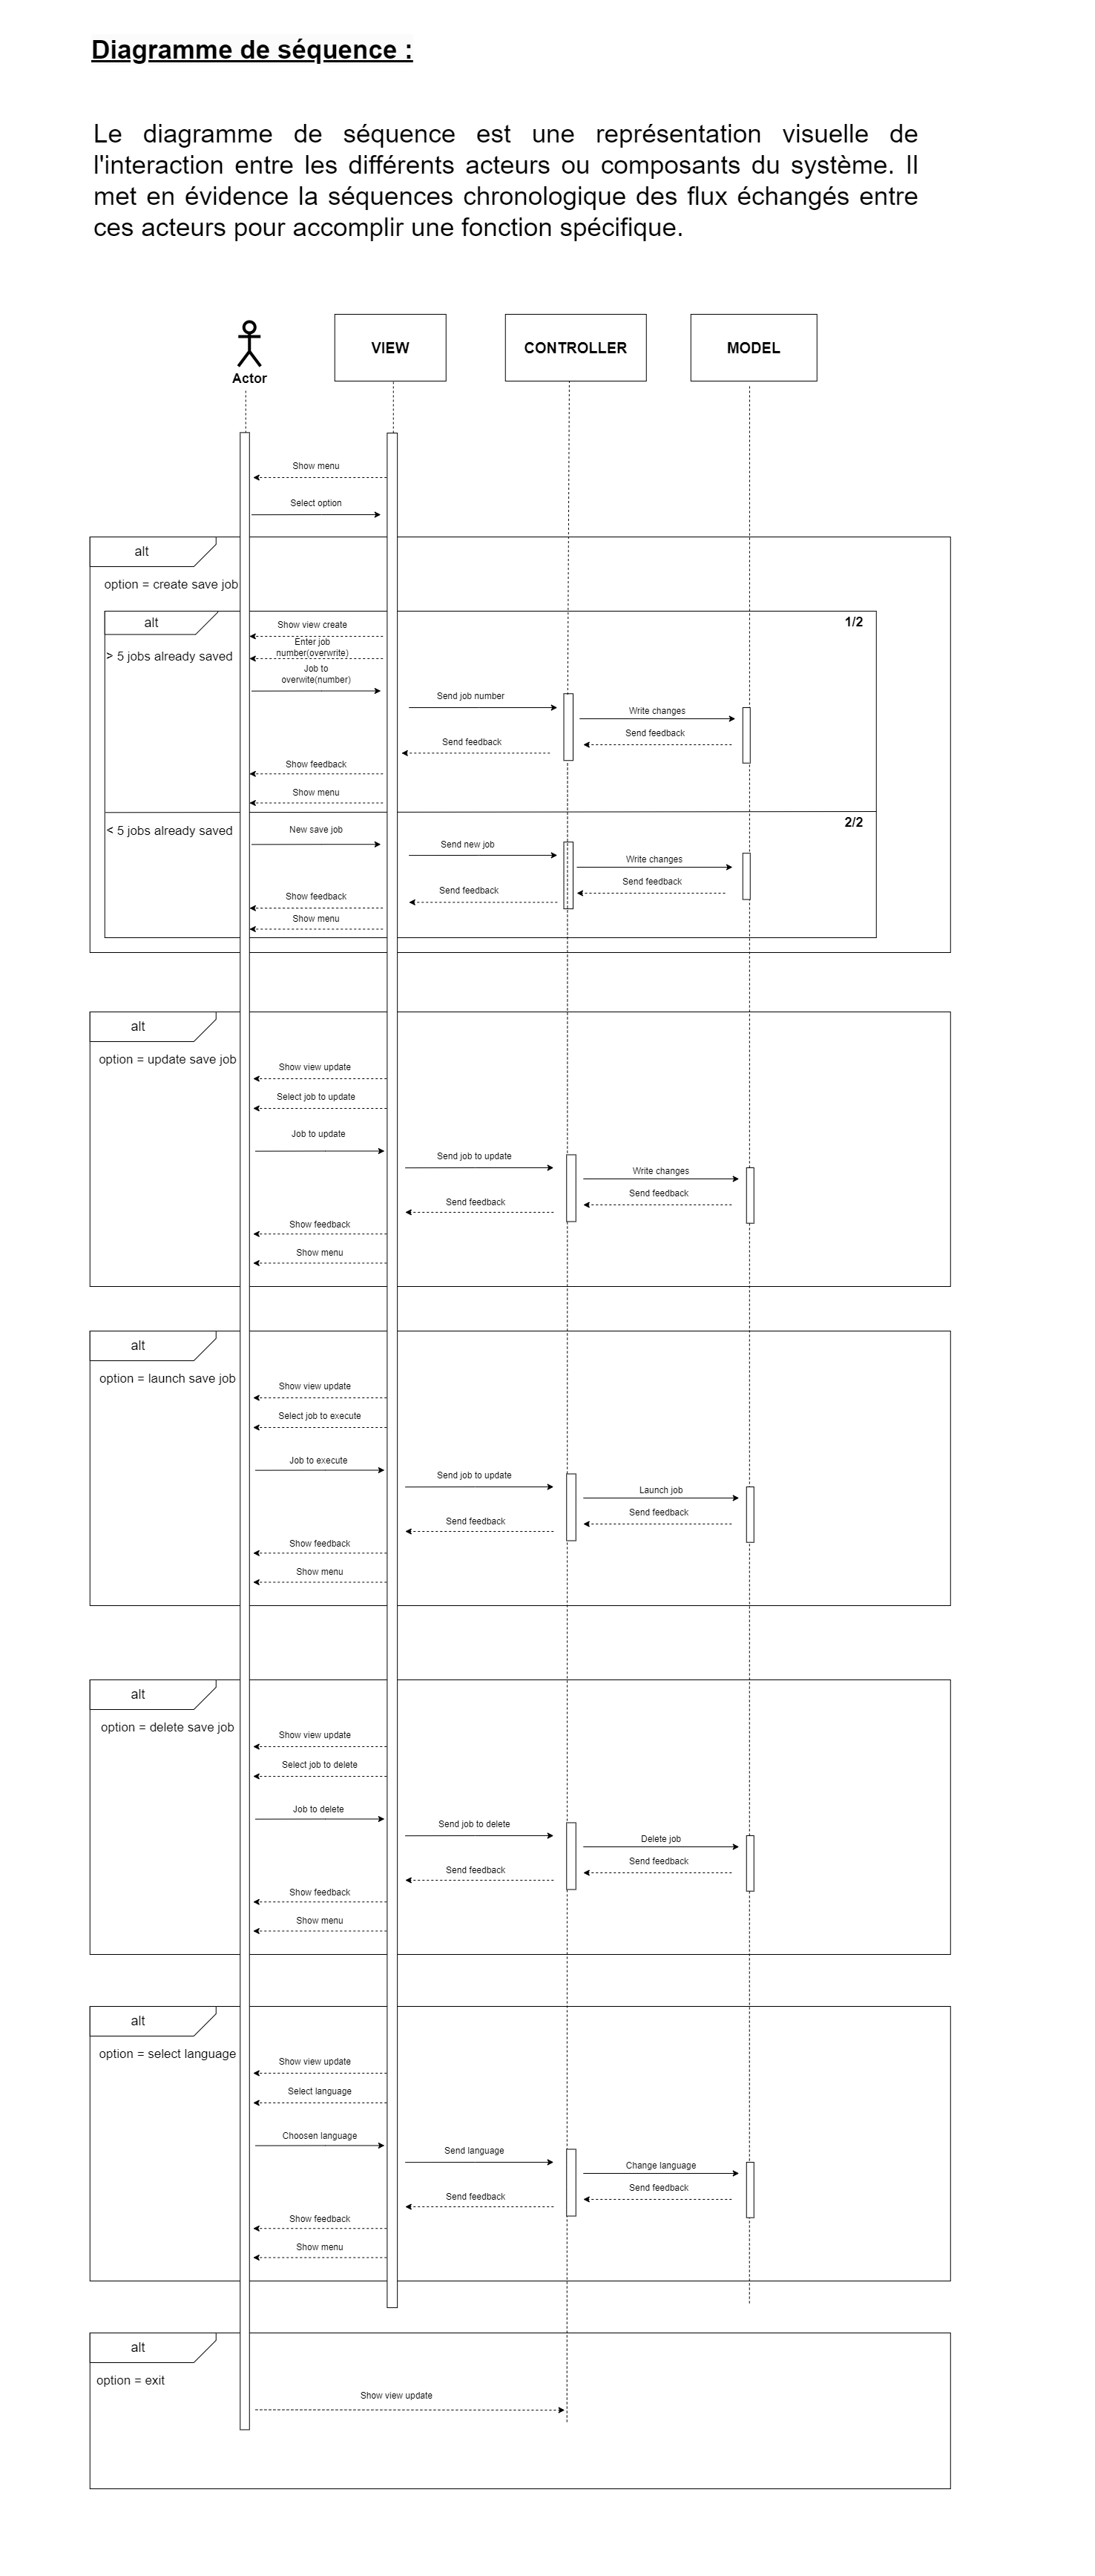 Diagramme de séquence :
Le diagramme de séquence est une représentation visuelle de
l'interaction entre les différents acteurs ou composants du système. Il
met en évidence la séquences chronologique des flux échangés entre
ces acteurs pour accomplir une fonction spécifique.
VIEW
CONTROLLER
MODEL
Actor
Show menu
Select option
alt
option = create save job
alt
1/2
Show view create
Enter job
number(overwrite)
> 5 jobs already saved
Job to
overwite(number)
Send job number
Write changes
Send feedback
Send feedback
Show feedback
Show menu
2/2
< 5 jobs already saved
New save job
Send new job
Write changes
Send feedback
Send feedback
Show feedback
Show menu
alt
option = update save job
Show view update
Select job to update
Job to update
Send job to update
Write changes
Send feedback
Send feedback
Show feedback
Show menu
alt
option = launch save job
Show view update
Select job to execute
Job to execute
Send job to update
Launch job
Send feedback
Send feedback
Show feedback
Show menu
alt
option = delete save job
Show view update
Select job to delete
Job to delete
Send job to delete
Delete job
Send feedback
Send feedback
Show feedback
Show menu
alt
option = select language
Show view update
Select language
Choosen language
Send language
Change language
Send feedback
Send feedback
Show feedback
Show menu
alt
option = exit
Show view update